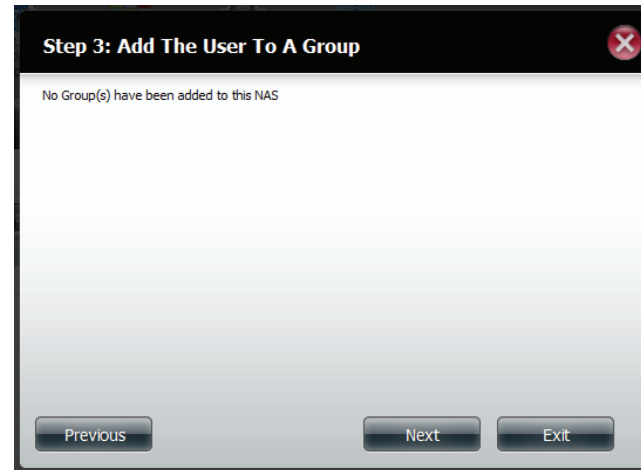 Step 3: Add The User To A Group
No Group(s) have been added to this NAS
Previous
Next
Exit